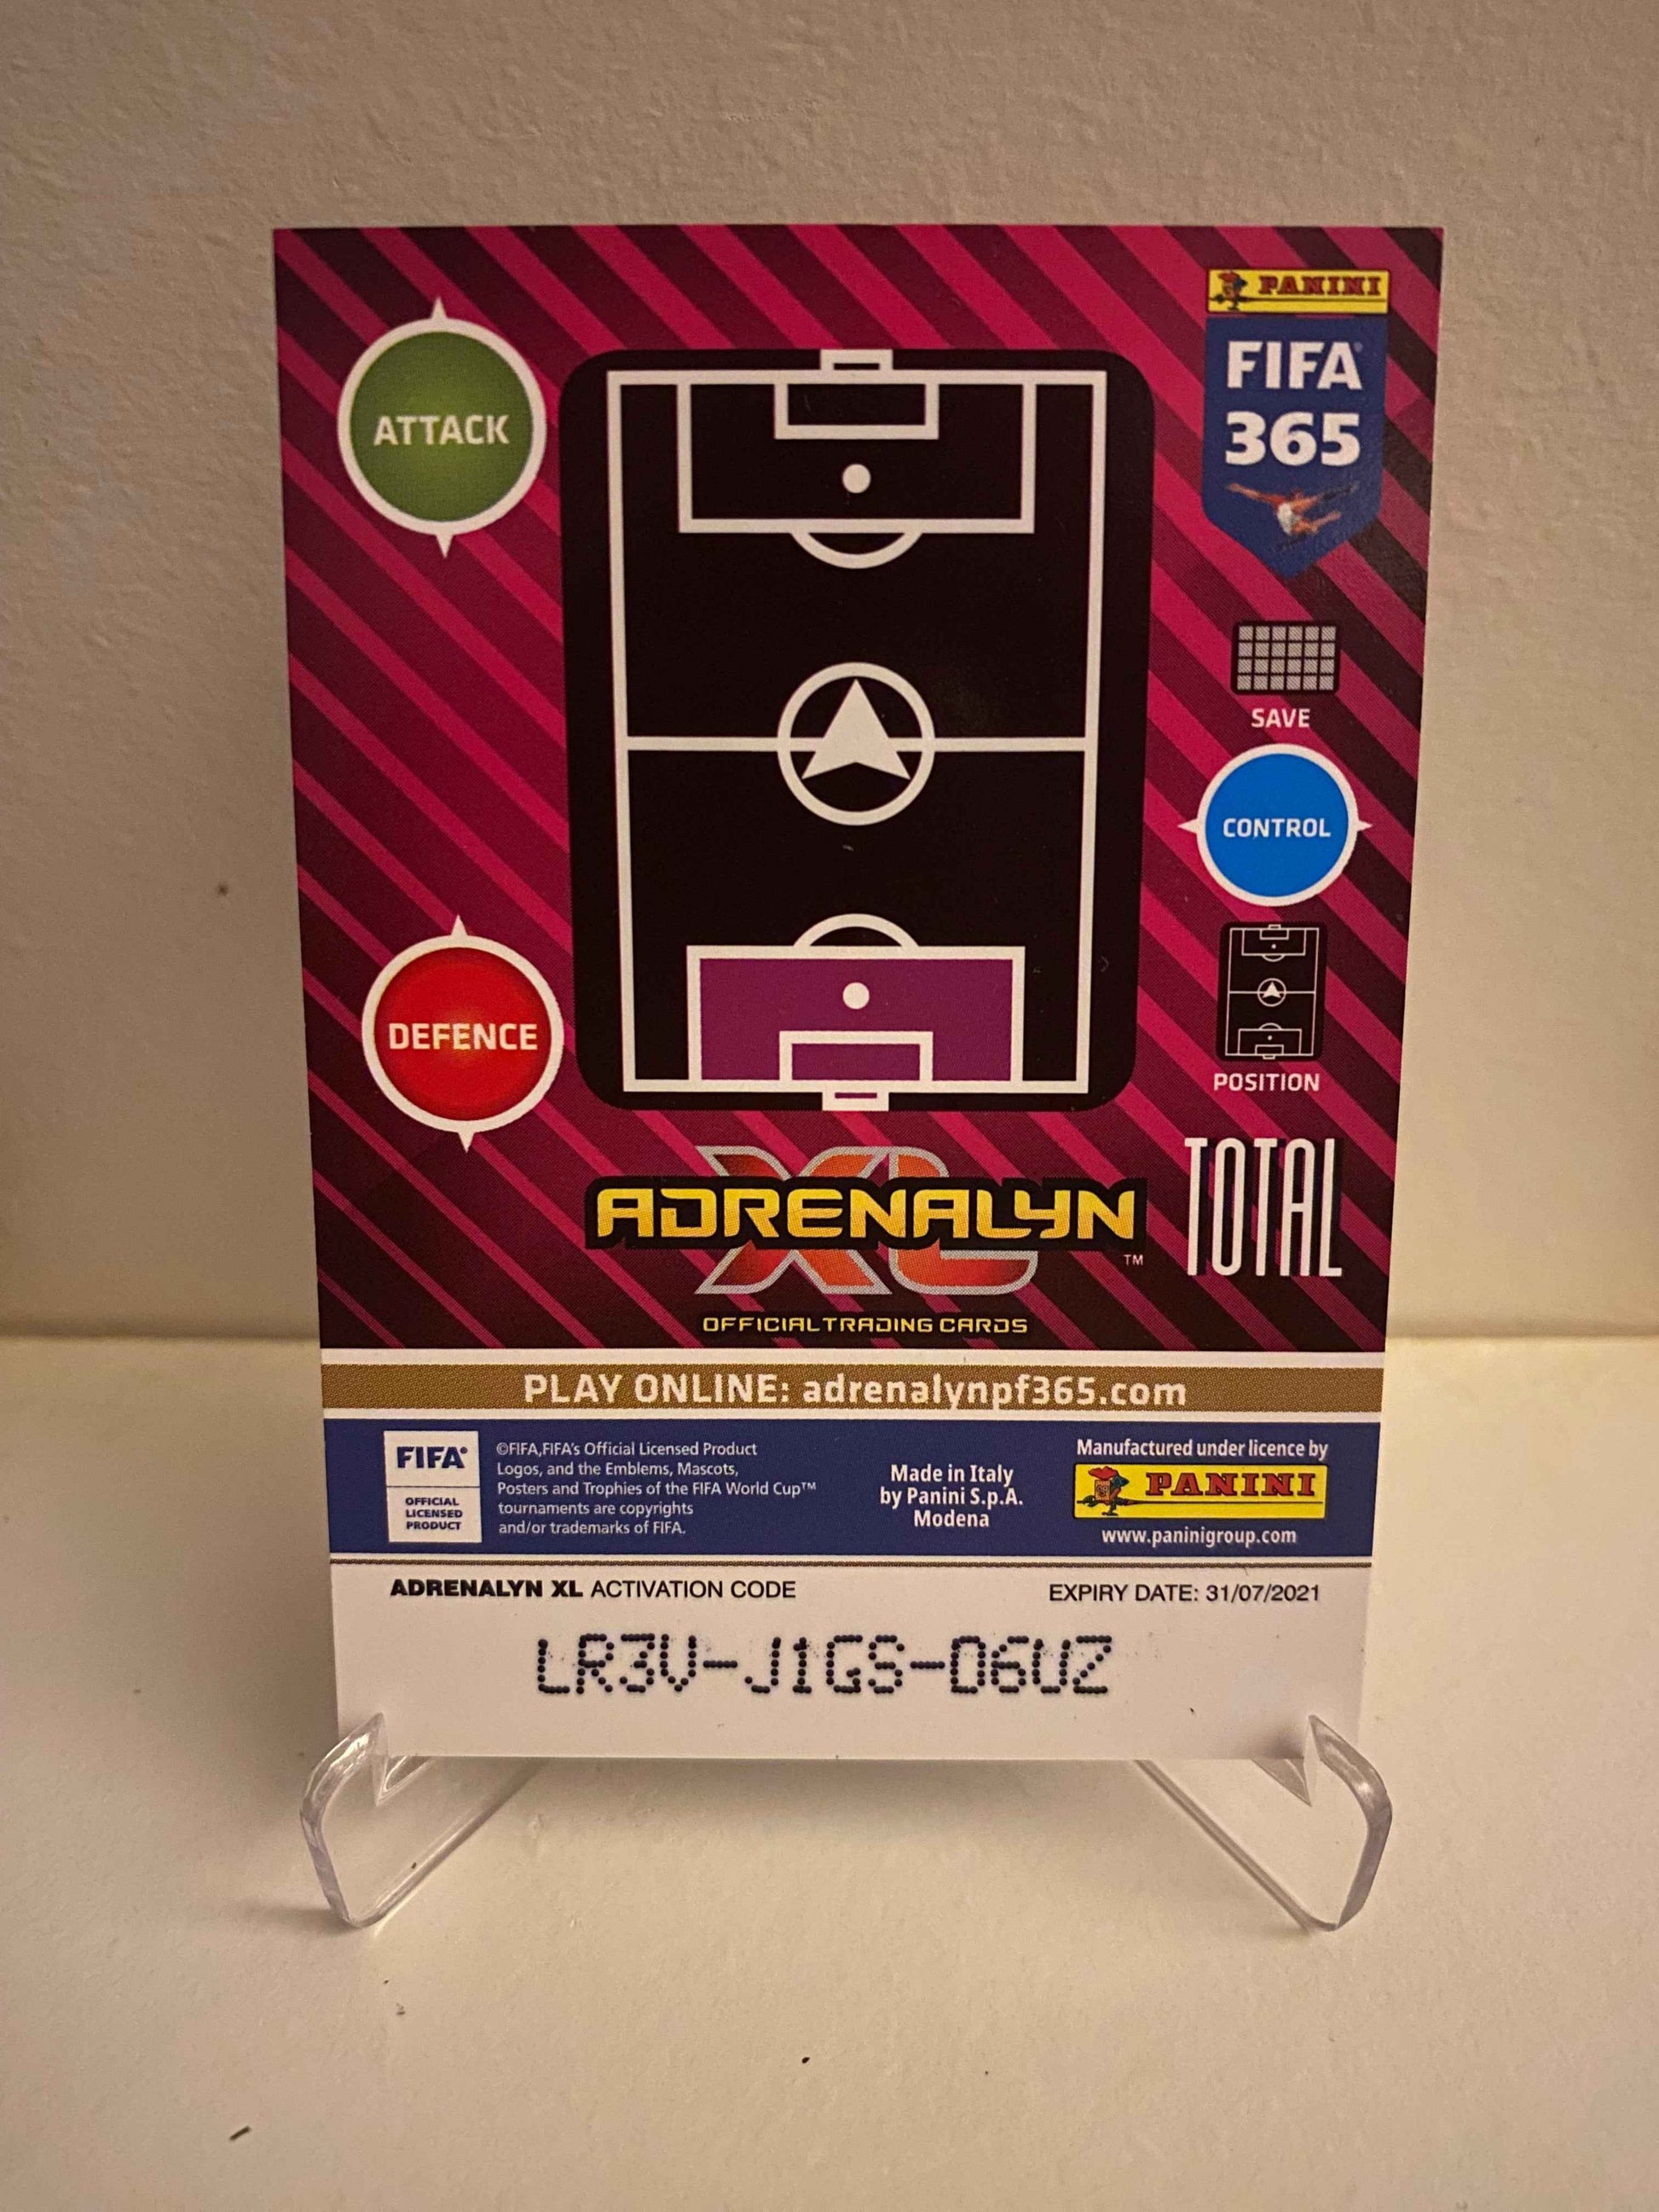 PANINI
FIFA
365
ATTACK
SAVE
CONTROL
DEFENCE
POSITION
XL
ADRENALYN
TM
TOTAL
OFFICIAL TRADING CARDS
PLAY ONLINE: adrenalynpf365.com
FIFA®
OFFICIAL
LICENSED
PRODUCT
©FIFA,FIFA's Official Licensed Product
Logos, and the Emblems, Mascots,
Posters and Trophies of the FIFA World Cup™
tournaments are copyrights
and/or trademarks of FIFA.
Made in Italy
by Panini S.p.A.
Modena
Manufactured under licence by
PANINI
www.paninigroup.com
ADRENALYN XL ACTIVATION CODE
EXPIRY DATE: 31/07/2021
LR3V-J1GS-D6UZ